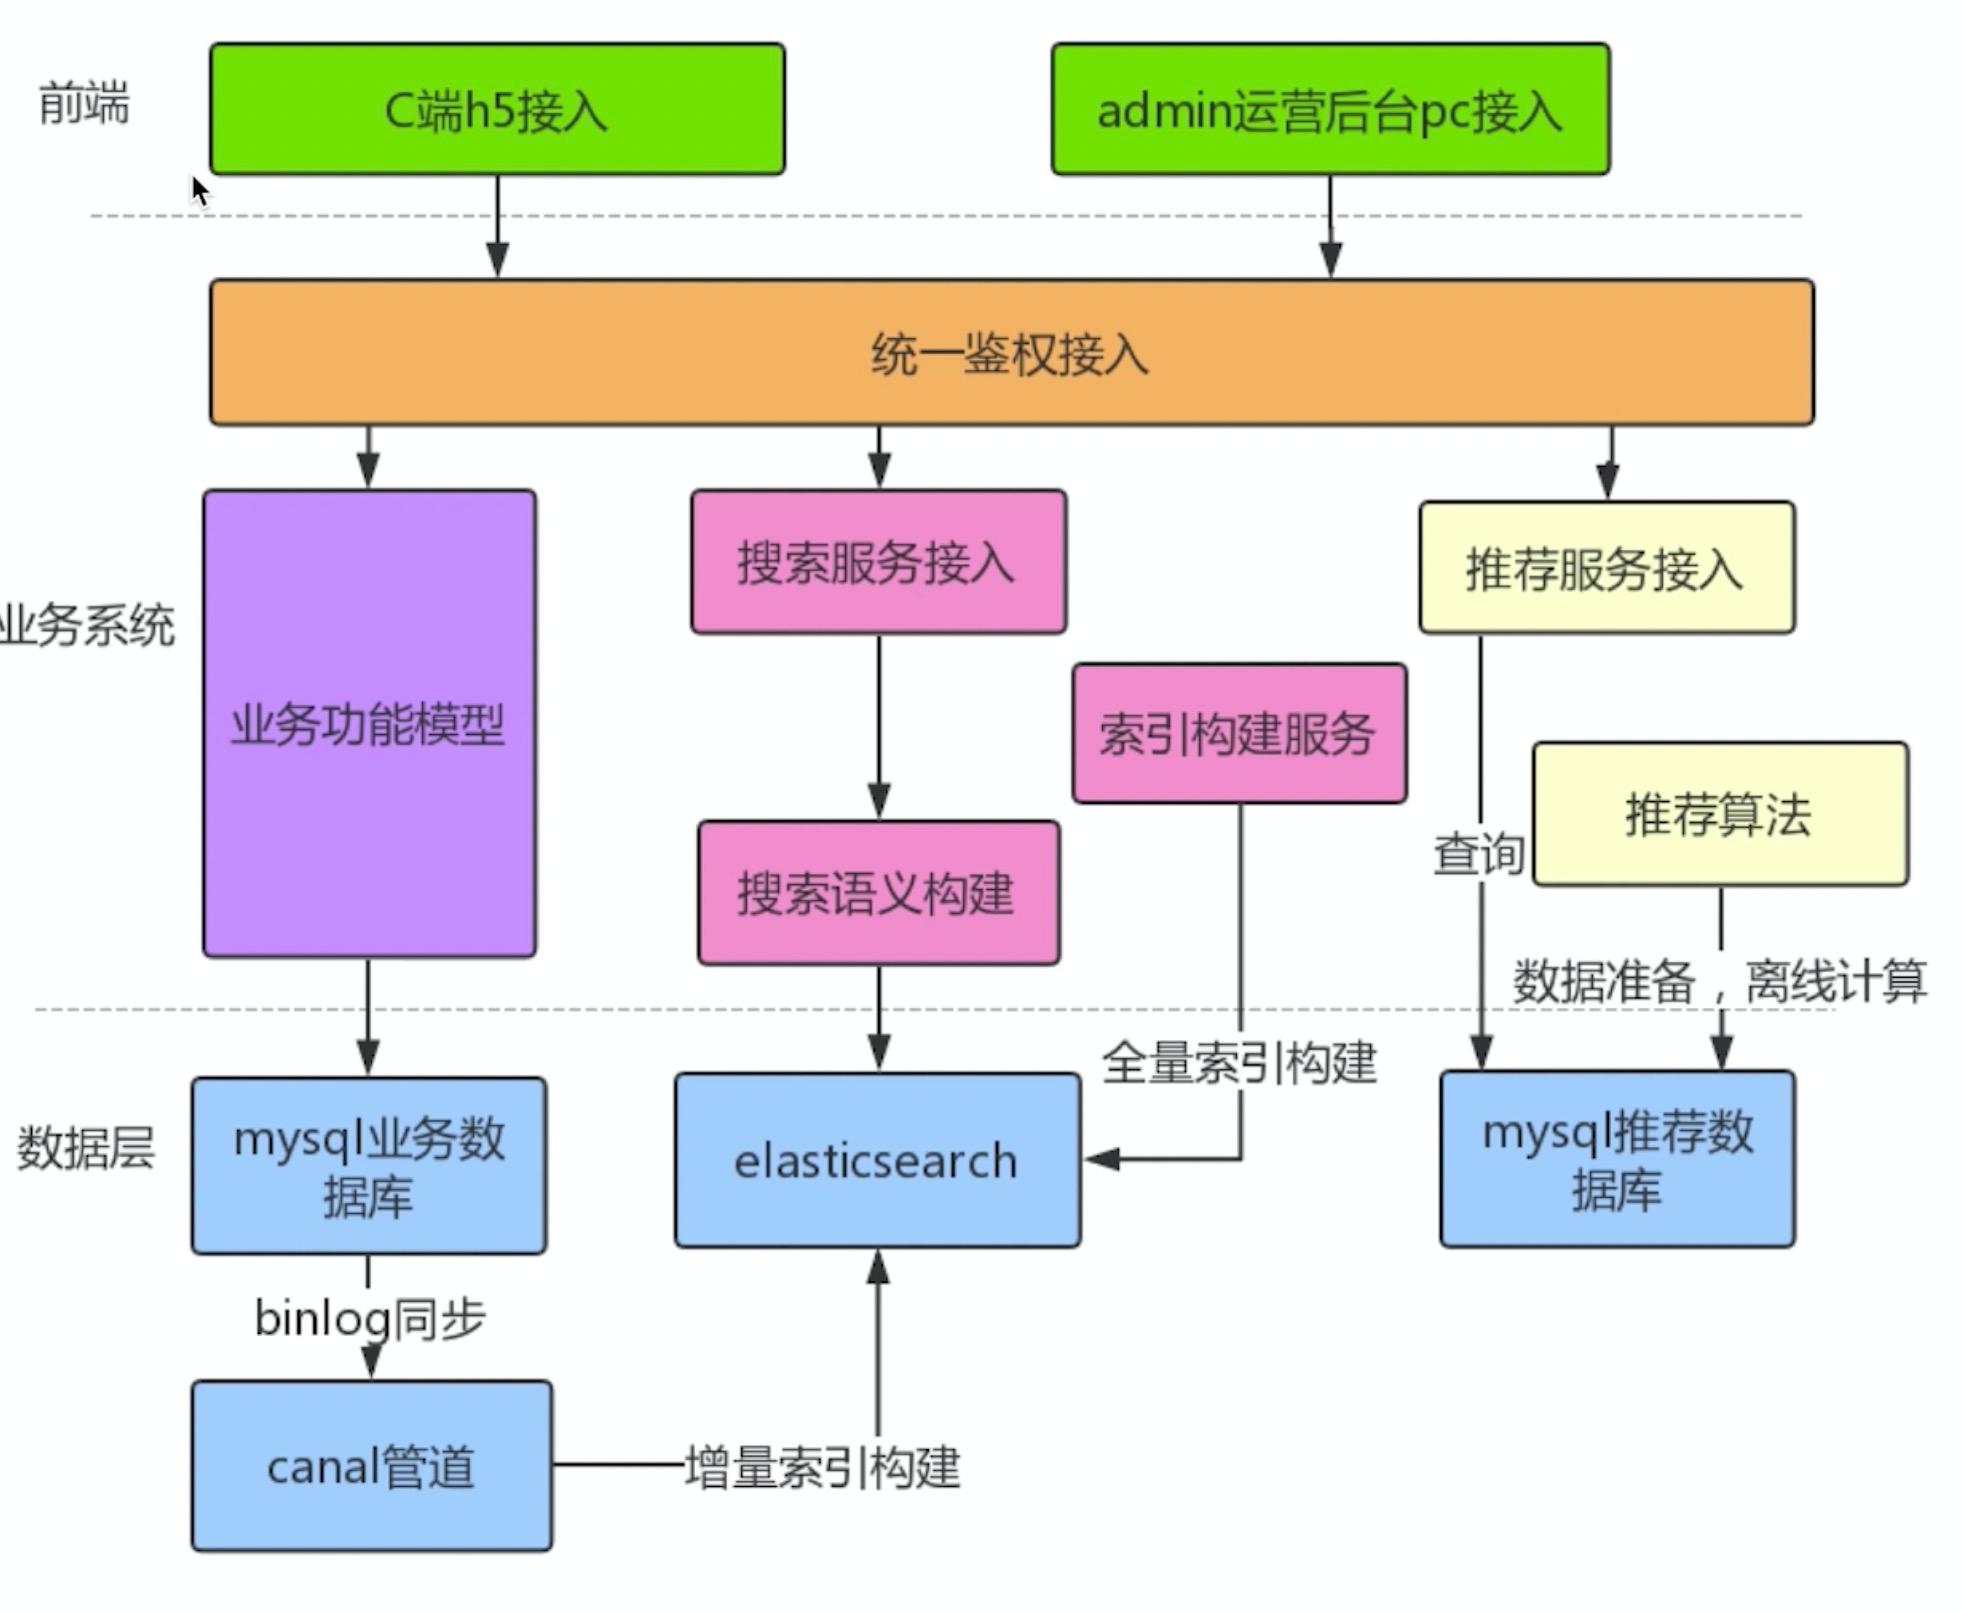 前端
C端h5接入
admin运营后台pc接入
统一鉴权接入
业务系统
业务功能模型
搜索服务接入
推荐服务接入
索引构建服务
搜索语义构建
推荐算法
查询
数据准备，离线计算
全量索引构建
数据层
mysql业务数
据库
elasticsearch
mysql推荐数
据库
binlog同步
canal管道
增量索引构建